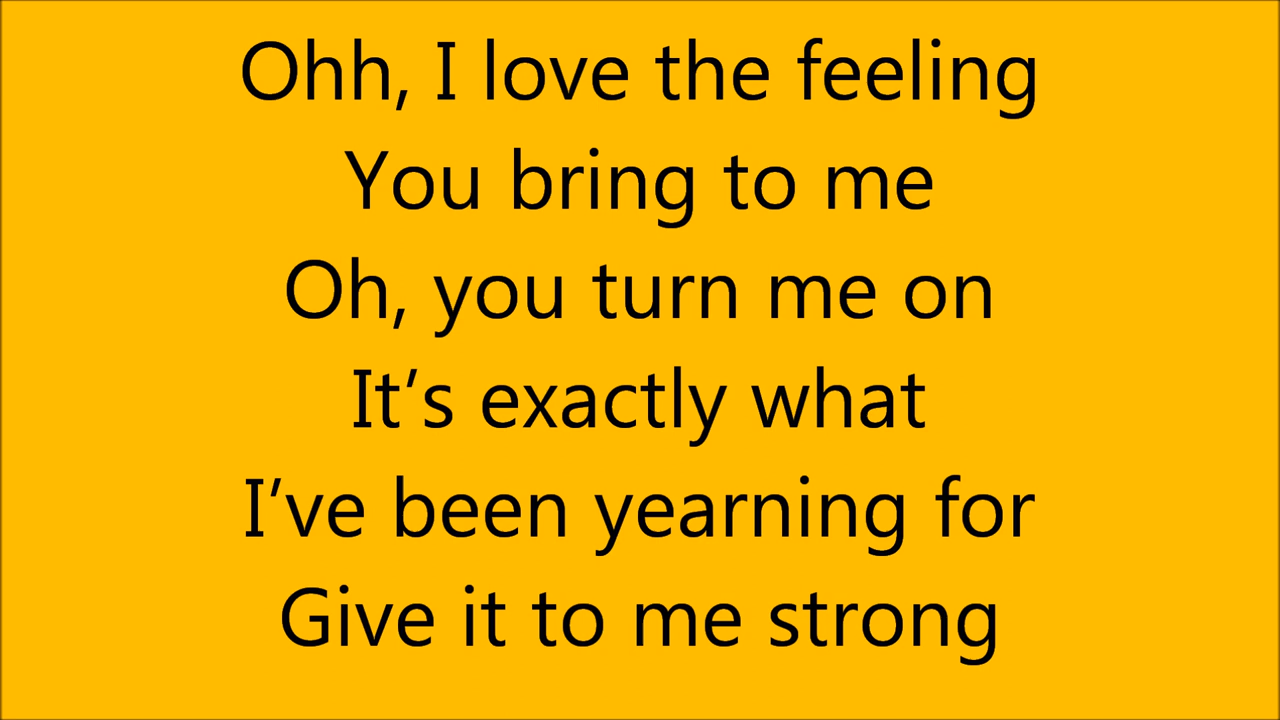 Ohh, I love the feeling
You bring to me
Oh, you turn me on
It’s exactly what
I’ve been yearning for
Give it to me strong